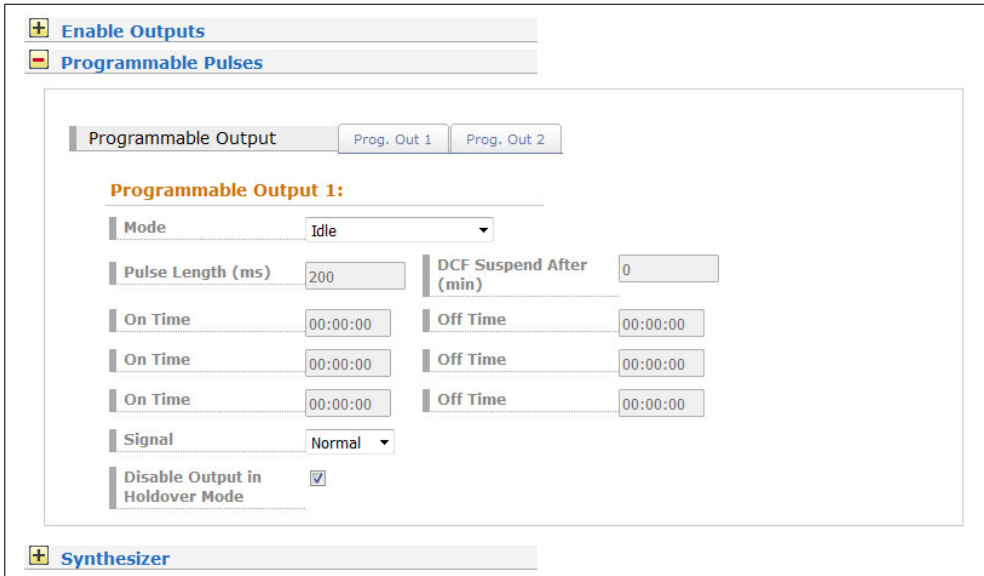 Enable Outputs
Programmable Pulses
Programmable Output Prog. Out 1 Prog. Out 2
Programmable Output 1:
Mode Idle
Pulse Length (ms) 200 DCF Suspend After (min) 0
On Time 00:00:00 Off Time 00:00:00
On Time 00:00:00 Off Time 00:00:00
On Time 00:00:00 Off Time 00:00:00
Signal Normal
Disable Output in
Holdover Mode
Synthesizer